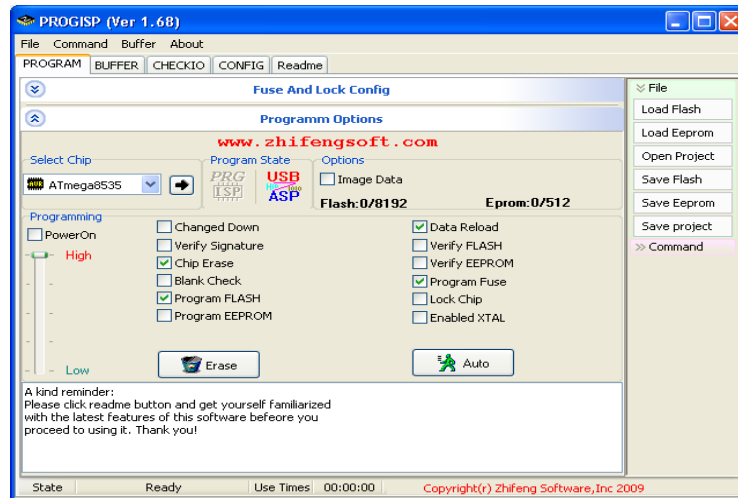 PROGISP (Ver 1.68)
File Command Buffer About
PROGRAM BUFFER CHECKIO CONFIG Readme
Fuse And Lock Config
Programm Options
www.zhifengsoft.com
Select Chip
ATmega8535
Program State
PRG
ISP
USB
ASP
Options
Image Data
Flash:0/8192 Eprom:0/512
Programming
PowerOn
High
Low
Changed Down
Verify Signature
Chip Erase
Blank Check
Program FLASH
Program EEPROM
Data Reload
Verify FLASH
Verify EEPROM
Program Fuse
Lock Chip
Enabled XTAL
Erase
Auto
A kind reminder:
Please click readme button and get yourself familiarized
with the latest features of this software befeore you
proceed to using it. Thank you!
File
Load Flash
Load Eeprom
Open Project
Save Flash
Save Eeprom
Save project
Command
State Ready Use Times 00:00:00 Copyright(r) Zhifeng Software,Inc 2009